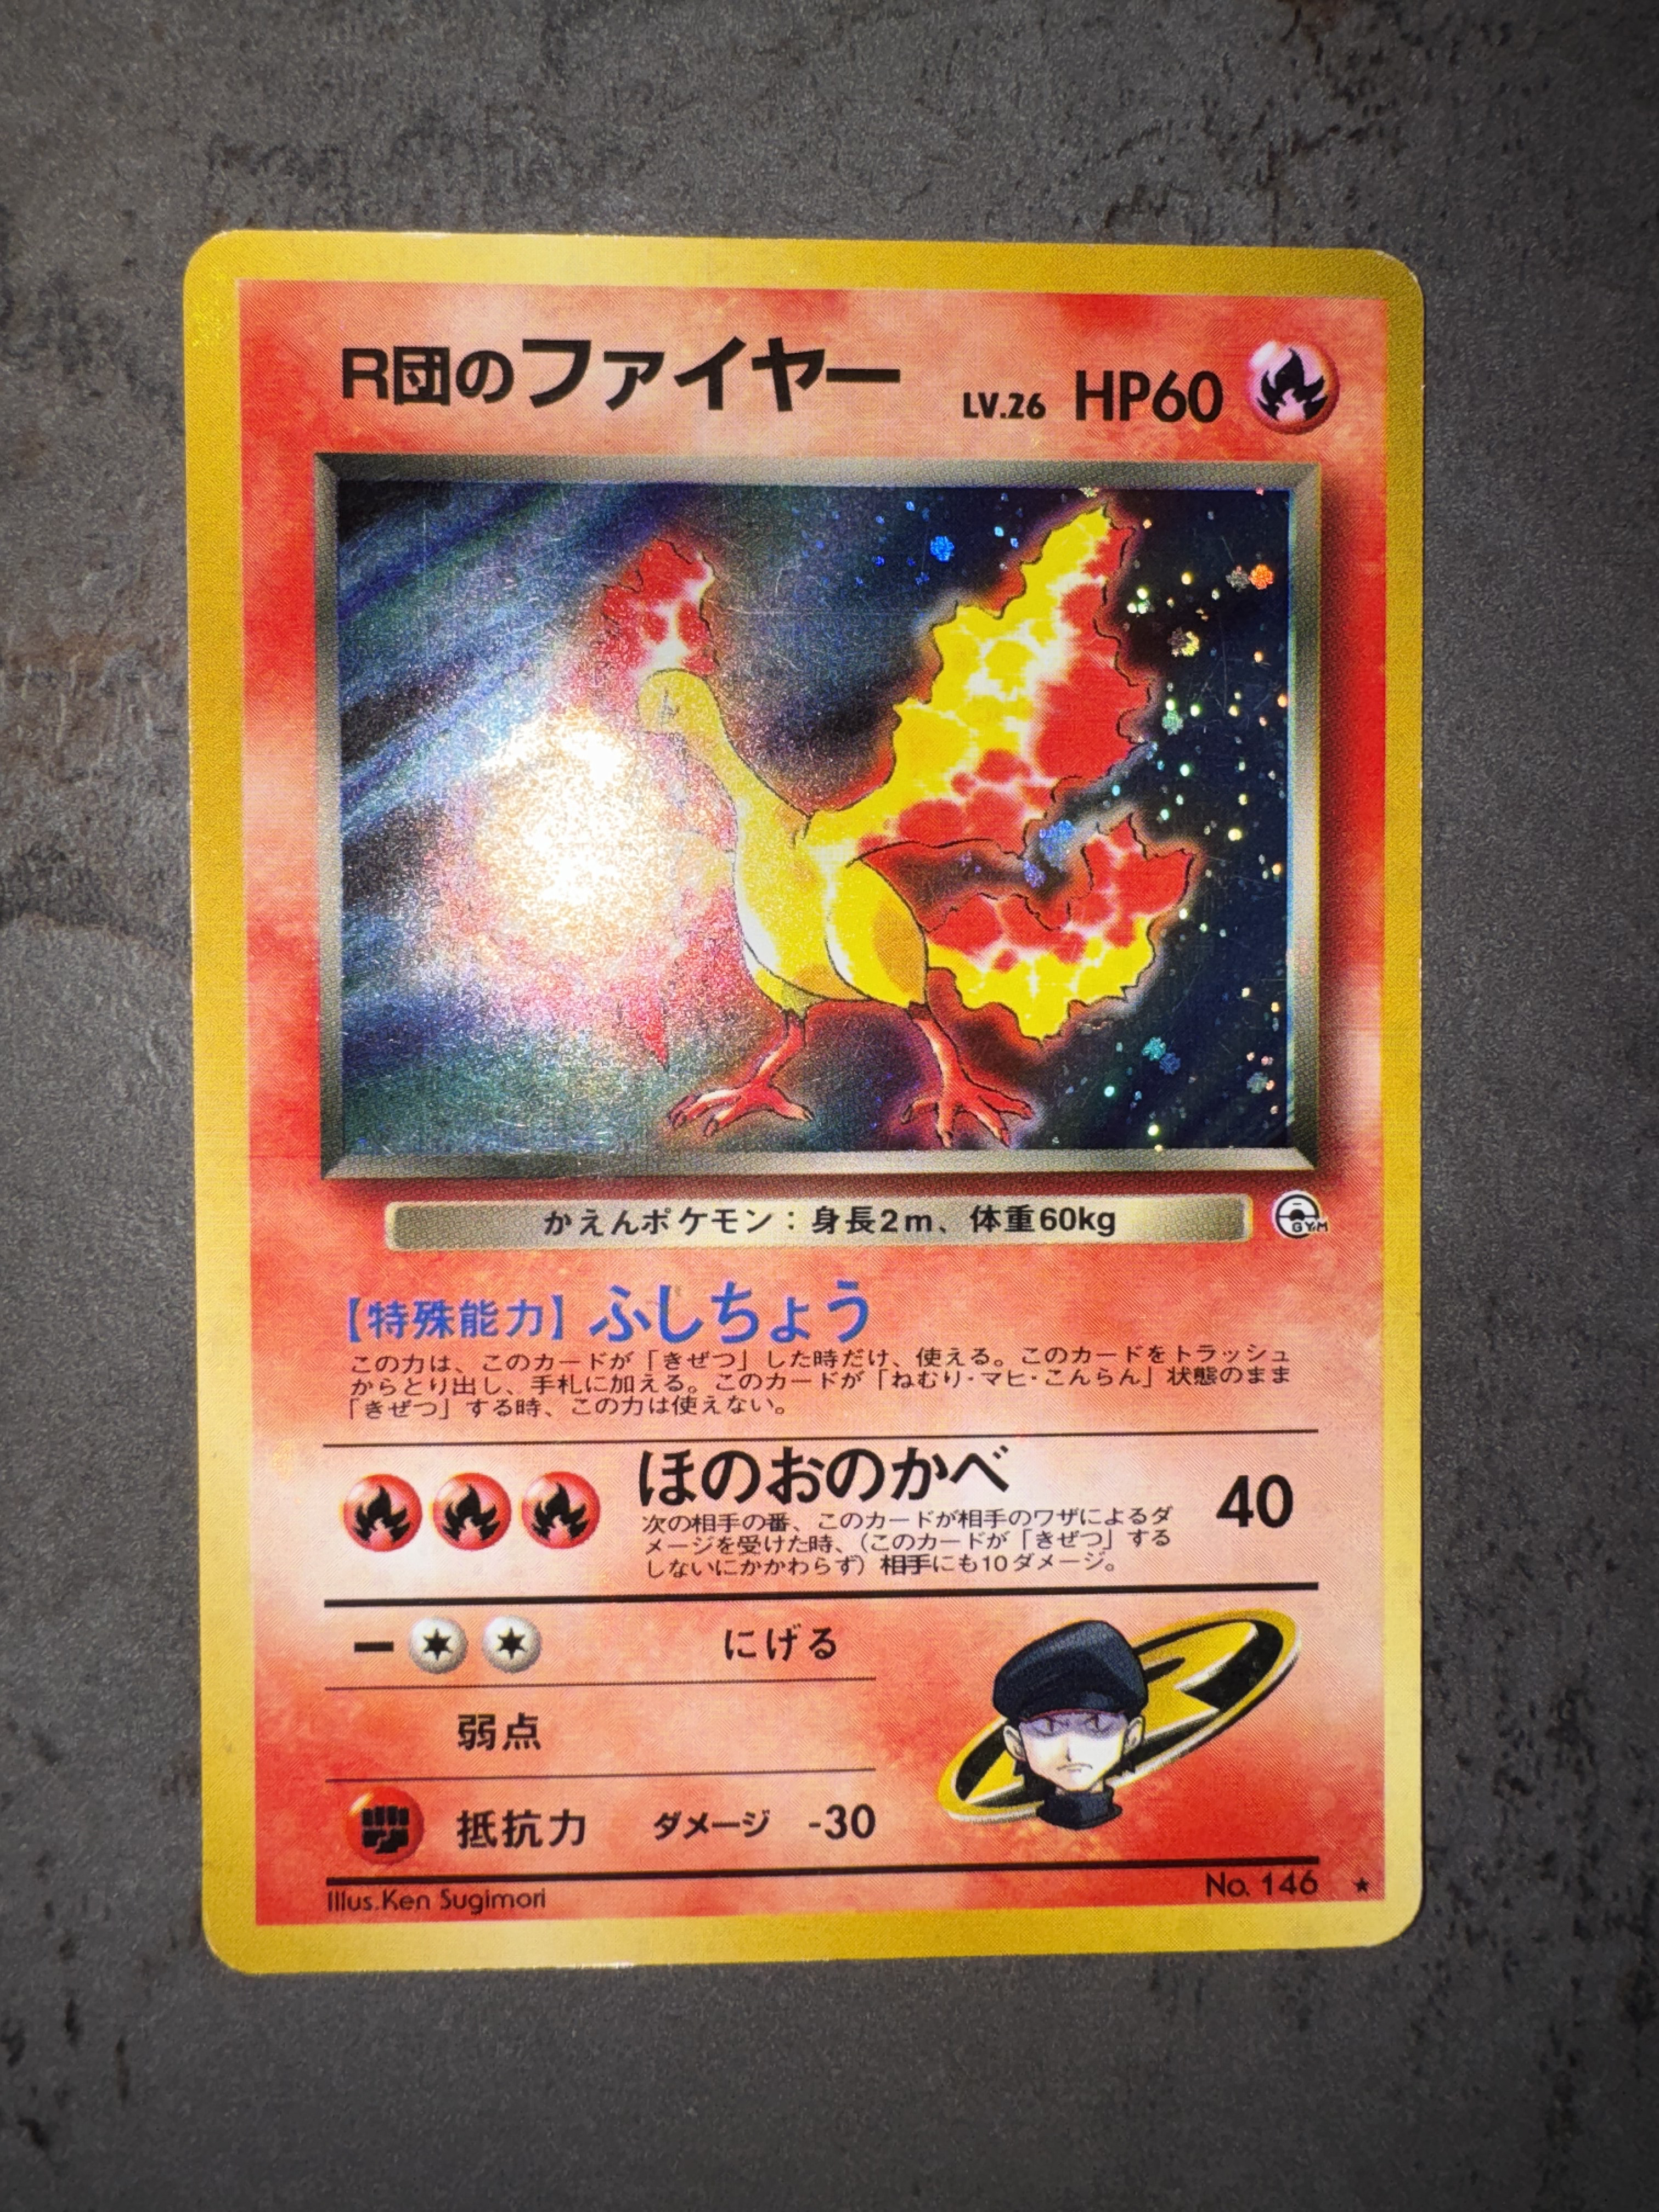 R団のファイヤー LV.26 HP60
かえんポケモン：身長2m、体重60kg
GYM
【特殊能力】ふしちょう
この力は、このカードが「きぜつ」した時だけ、使える。このカードをトラッシュ
からとり出し、手札に加える。このカードが「ねむり・マヒ・こんらん」状態のまま
「きぜつ」する時、この力は使えない。
ほのおのかべ 40
次の相手の番、このカードが相手のワザによるダ
メージを受けた時、（このカードが「きぜつ」する
しないにかかわらず）相手にも10ダメージ。
にげる
弱点
抵抗力 ダメージ -30
Illus.Ken Sugimori No. 146 ★